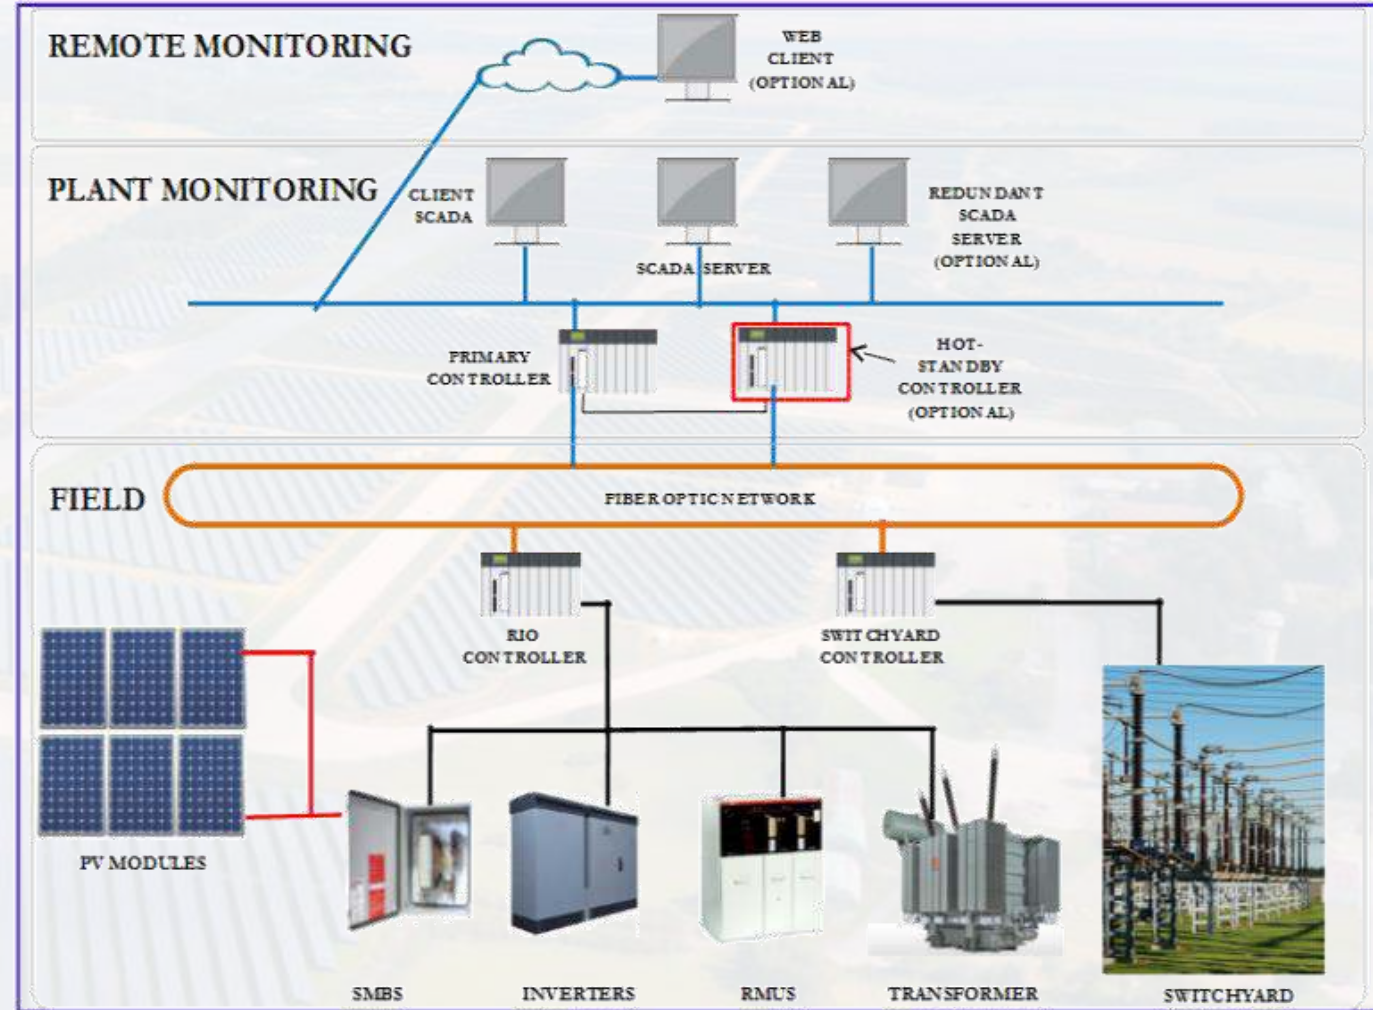 REMOTE MONITORING
WEB
CLIENT
(OPTIONAL)
PLANT MONITORING
CLIENT
SCADA
SCADA SERVER
REDUNDANT
SCADA
SERVER
(OPTIONAL)
PRIMARY
CONTROLLER
HOT-
STANDBY
CONTROLLER
(OPTIONAL)
FIELD
FIBER OPTIC NETWORK
RIO
CONTROLLER
SWITCHYARD
CONTROLLER
PV MODULES
SMBS
INVERTERS
RMUS
TRANSFORMER
SWITCHYARD